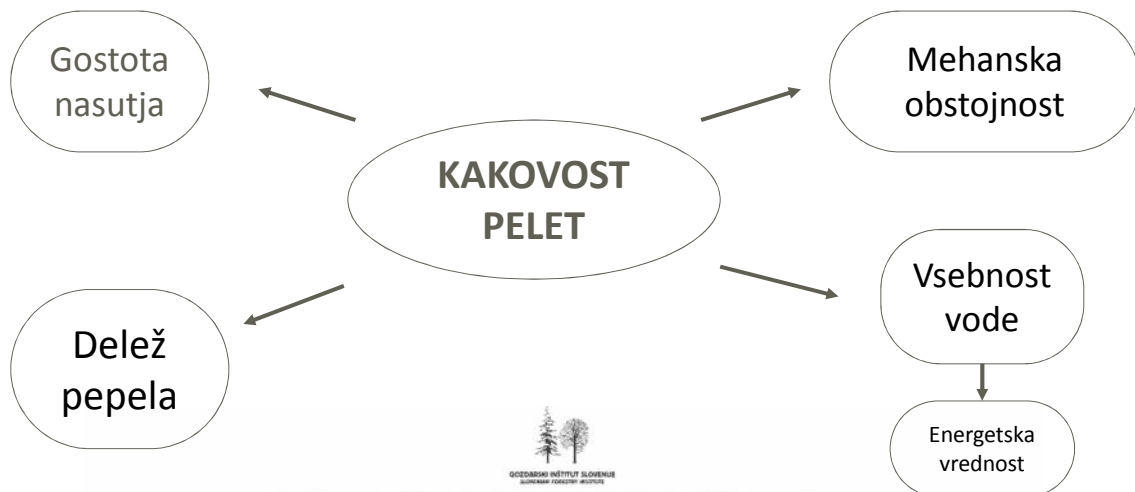 Gostota
nasutja
Mehanska
obstojnost
KAKOVOST
PELET
Vsebnost
vode
Delež
pepela
Energetska
vrednost
GOZDARSKI INŠTITUT SLOVENIJE
SLOVENIAN FORESTRY INSTITUTE